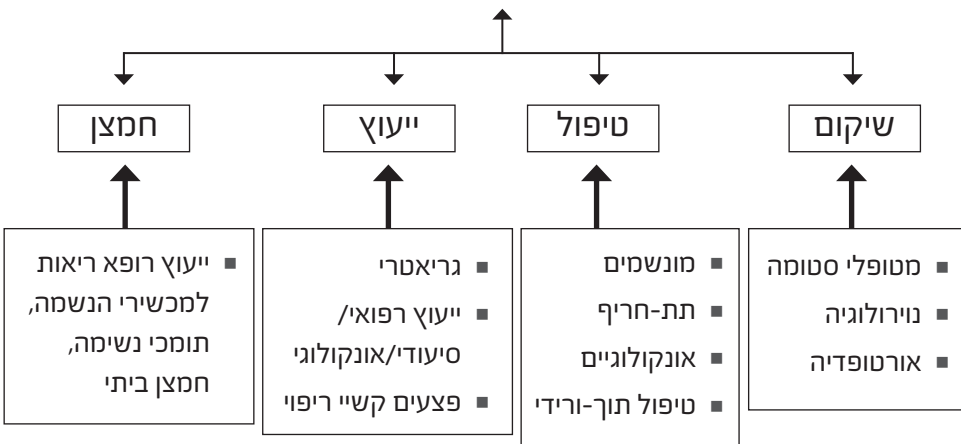 שיקום
טיפול
ייעוץ
חמצן
מטופלי סטומה
נוירולוגיה
אורטופדיה
מונשמים
תת-חריף
אונקולוגיים
טיפול תוך-ורידי
גריאטרי
ייעוץ רפואי/
סיעודי/אונקולוגי
פצעים קשיי ריפוי
ייעוץ רופא ריאות
למכשירי הנשמה,
תומכי נשימה,
חמצן ביתי